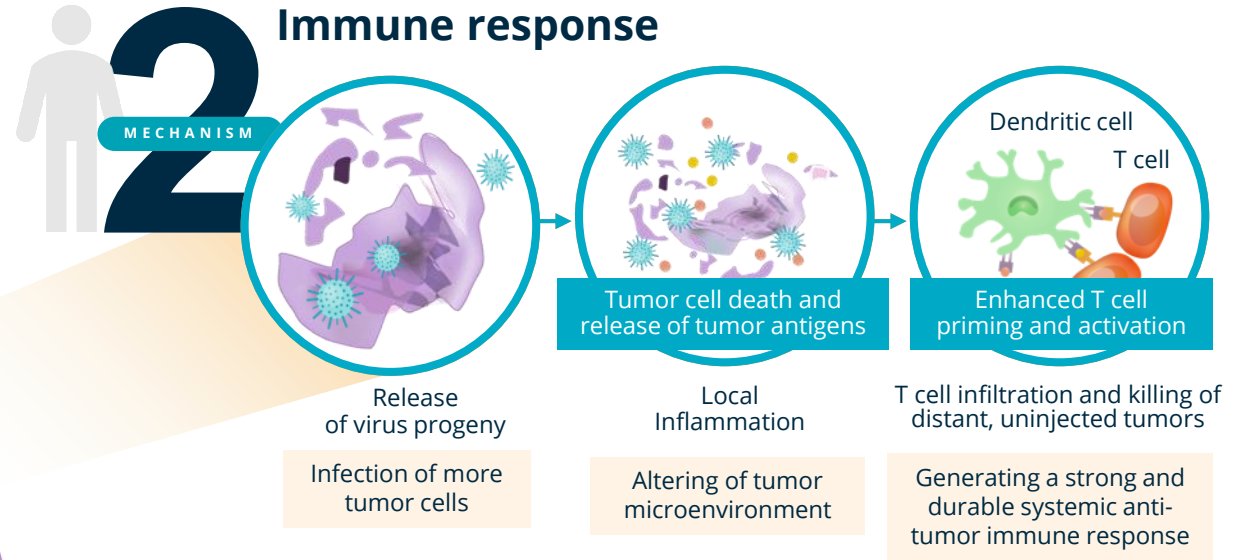 Immune response
2
MECHANISM
Dendritic cell
T cell
Tumor cell death and
release of tumor antigens
Enhanced T cell
priming and activation
Release
of virus progeny
Local
Inflammation
T cell infiltration and killing of
distant, uninjected tumors
Infection of more
tumor cells
Altering of tumor
microenvironment
Generating a strong and
durable systemic anti-
tumor immune response